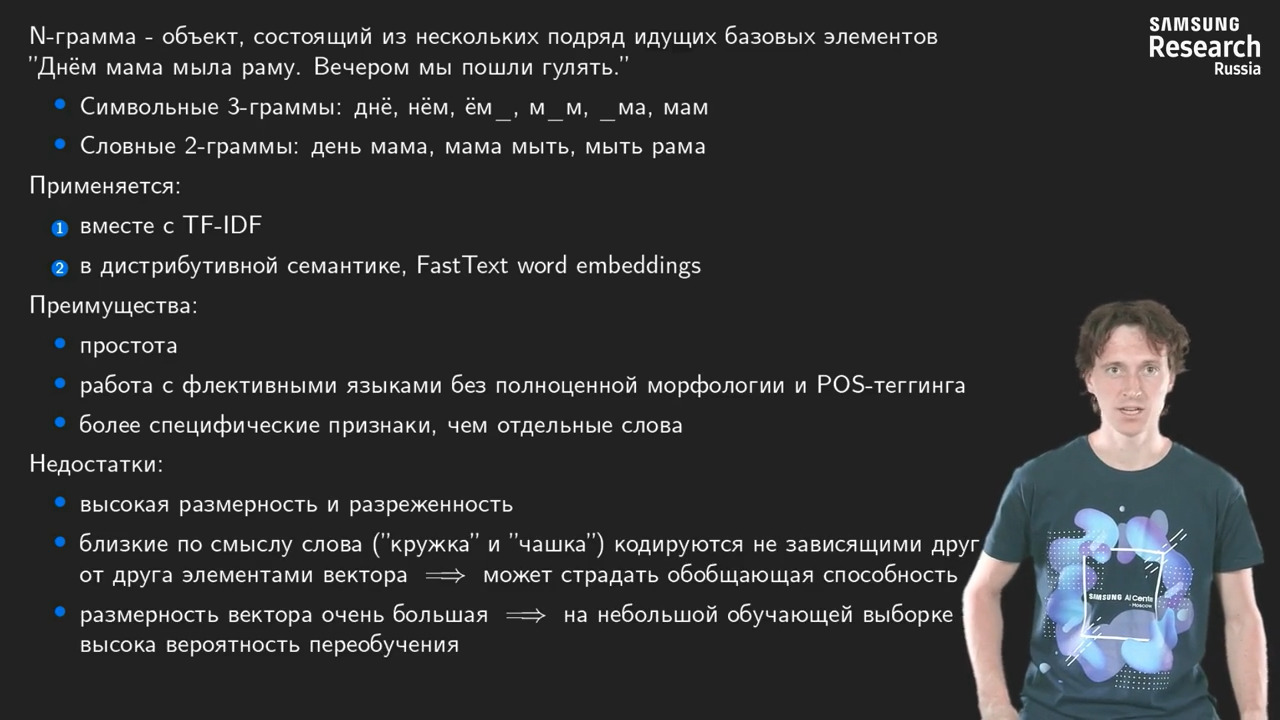 N-грамма - объект, состоящий из нескольких подряд идущих базовых элементов
"Днём мама мыла раму. Вечером мы пошли гулять."
Символьные 3-граммы: днё, нём, ём_, м_м, _ма, мам
Словные 2-граммы: день мама, мама мыть, мыть рама
Применяется:
1 вместе с TF-IDF
2 в дистрибутивной семантике, FastText word embeddings
Преимущества:
простота
работа с флективными языками без полноценной морфологии и POS-теггинга
более специфические признаки, чем отдельные слова
Недостатки:
высокая размерность и разреженность
близкие по смыслу слова ("кружка" и "чашка") кодируются не зависящими друг
от друга элементами вектора ⟹ может страдать обобщающая способность
размерность вектора очень большая ⟹ на небольшой обучающей выборке
высока вероятность переобучения
SAMSUNG
Research
Russia
SAMSUNG AI Center
- Moscow